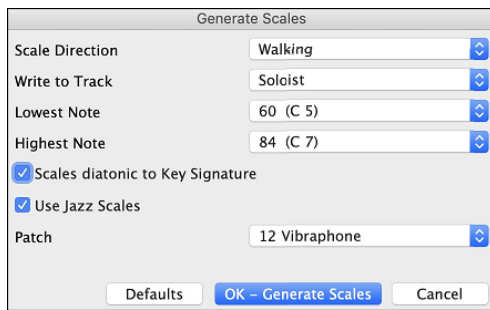 Generate Scales
Scale Direction Walking
Write to Track Soloist
Lowest Note 60 (C 5)
Highest Note 84 (C 7)
Scales diatonic to Key Signature
Use Jazz Scales
Patch 12 Vibraphone
Defaults OK - Generate Scales Cancel